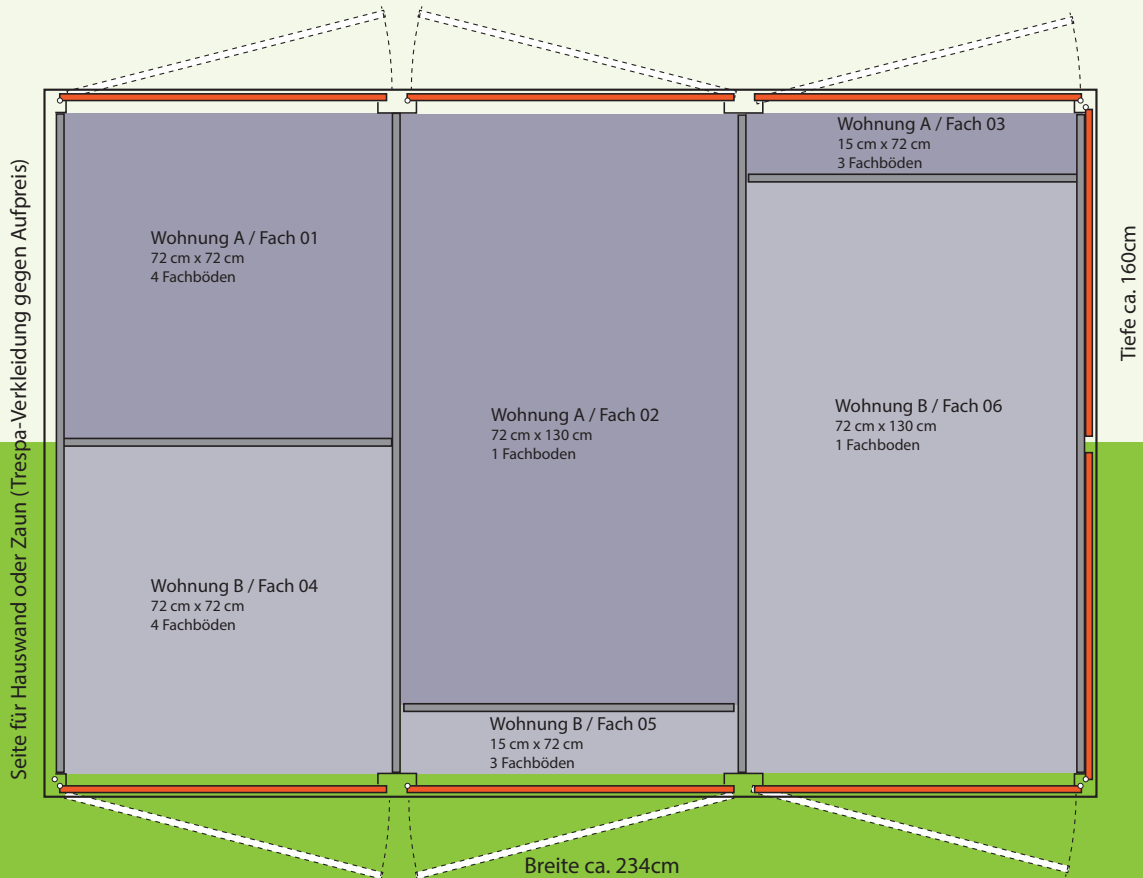 Wohnung A / Fach 03
15 cm x 72 cm
3 Fachböden
Wohnung A / Fach 01
72 cm x 72 cm
4 Fachböden
Wohnung A / Fach 02
72 cm x 130 cm
1 Fachboden
Wohnung B / Fach 06
72 cm x 130 cm
1 Fachboden
Wohnung B / Fach 04
72 cm x 72 cm
4 Fachböden
Wohnung B / Fach 05
15 cm x 72 cm
3 Fachböden
Seite für Hauswand oder Zaun (Trespa-Verkleidung gegen Aufpreis)
Tiefe ca. 160cm
Breite ca. 234cm